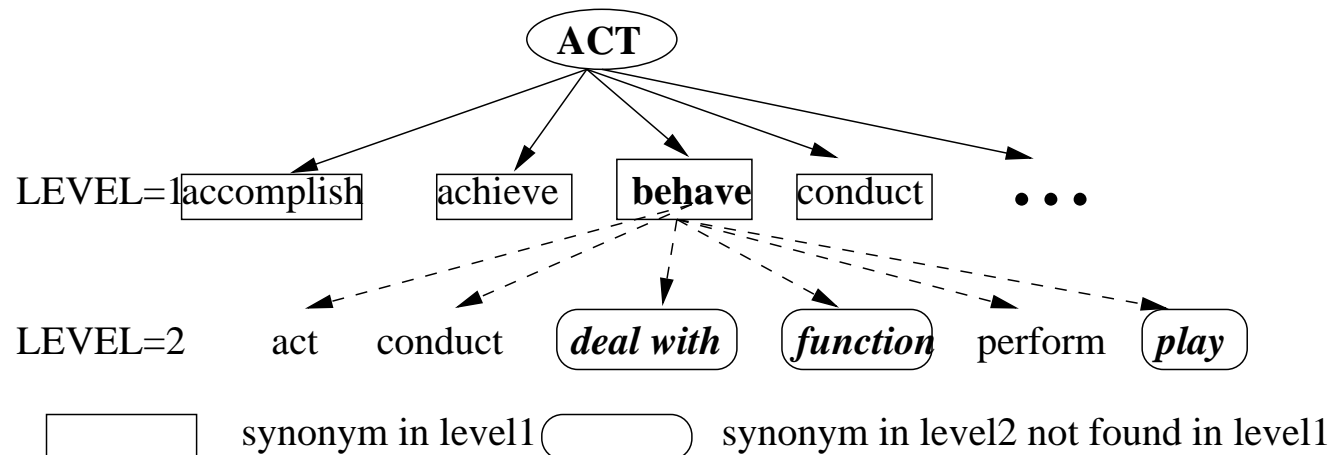 ACT
LEVEL=1 accomplish achieve behave conduct ...
LEVEL=2 act conduct deal with function perform play
synonym in level1 synonym in level2 not found in level1